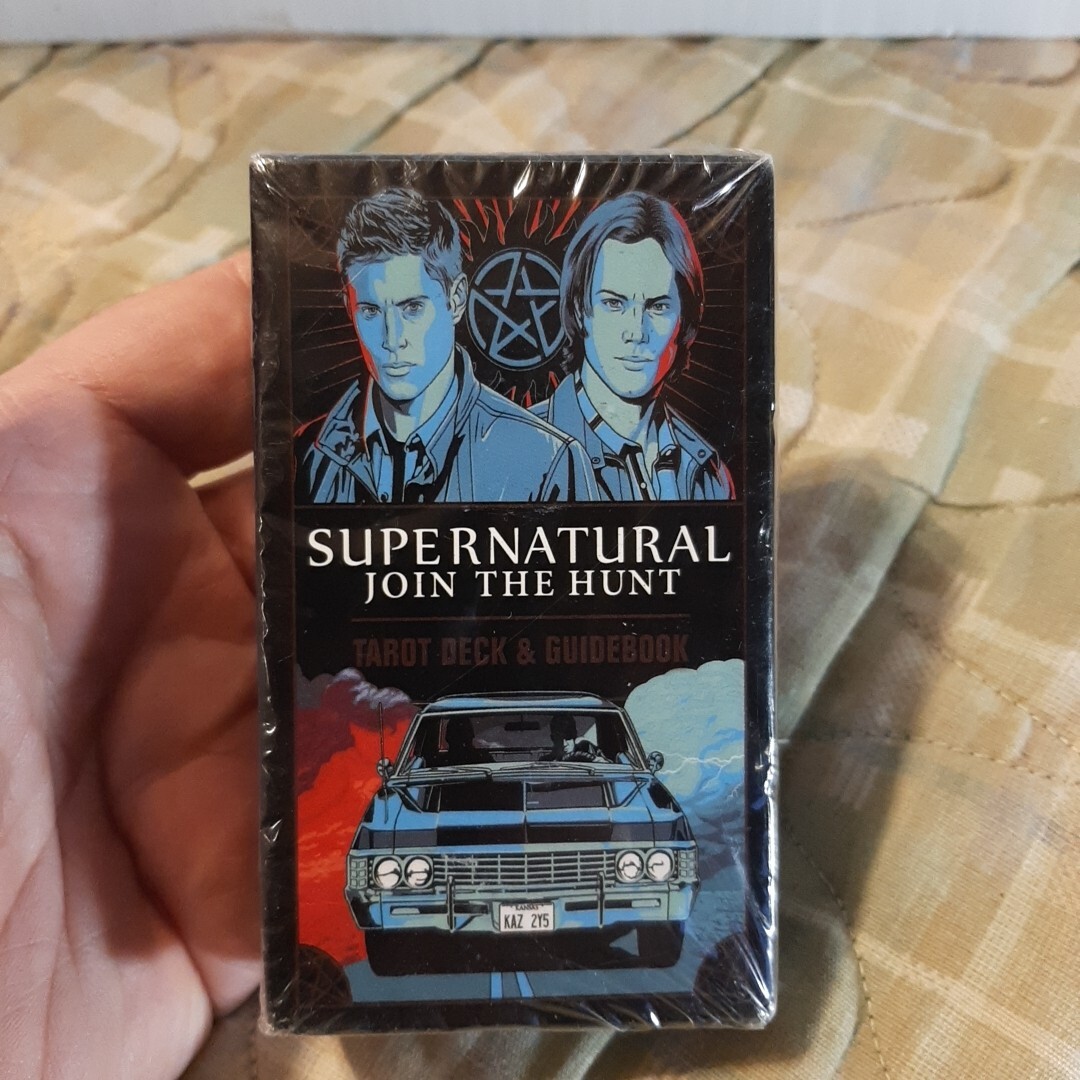 SUPERNATURAL
JOIN THE HUNT
TAROT DECK & GUIDEBOOK
KANSAS
KAZ 2Y5